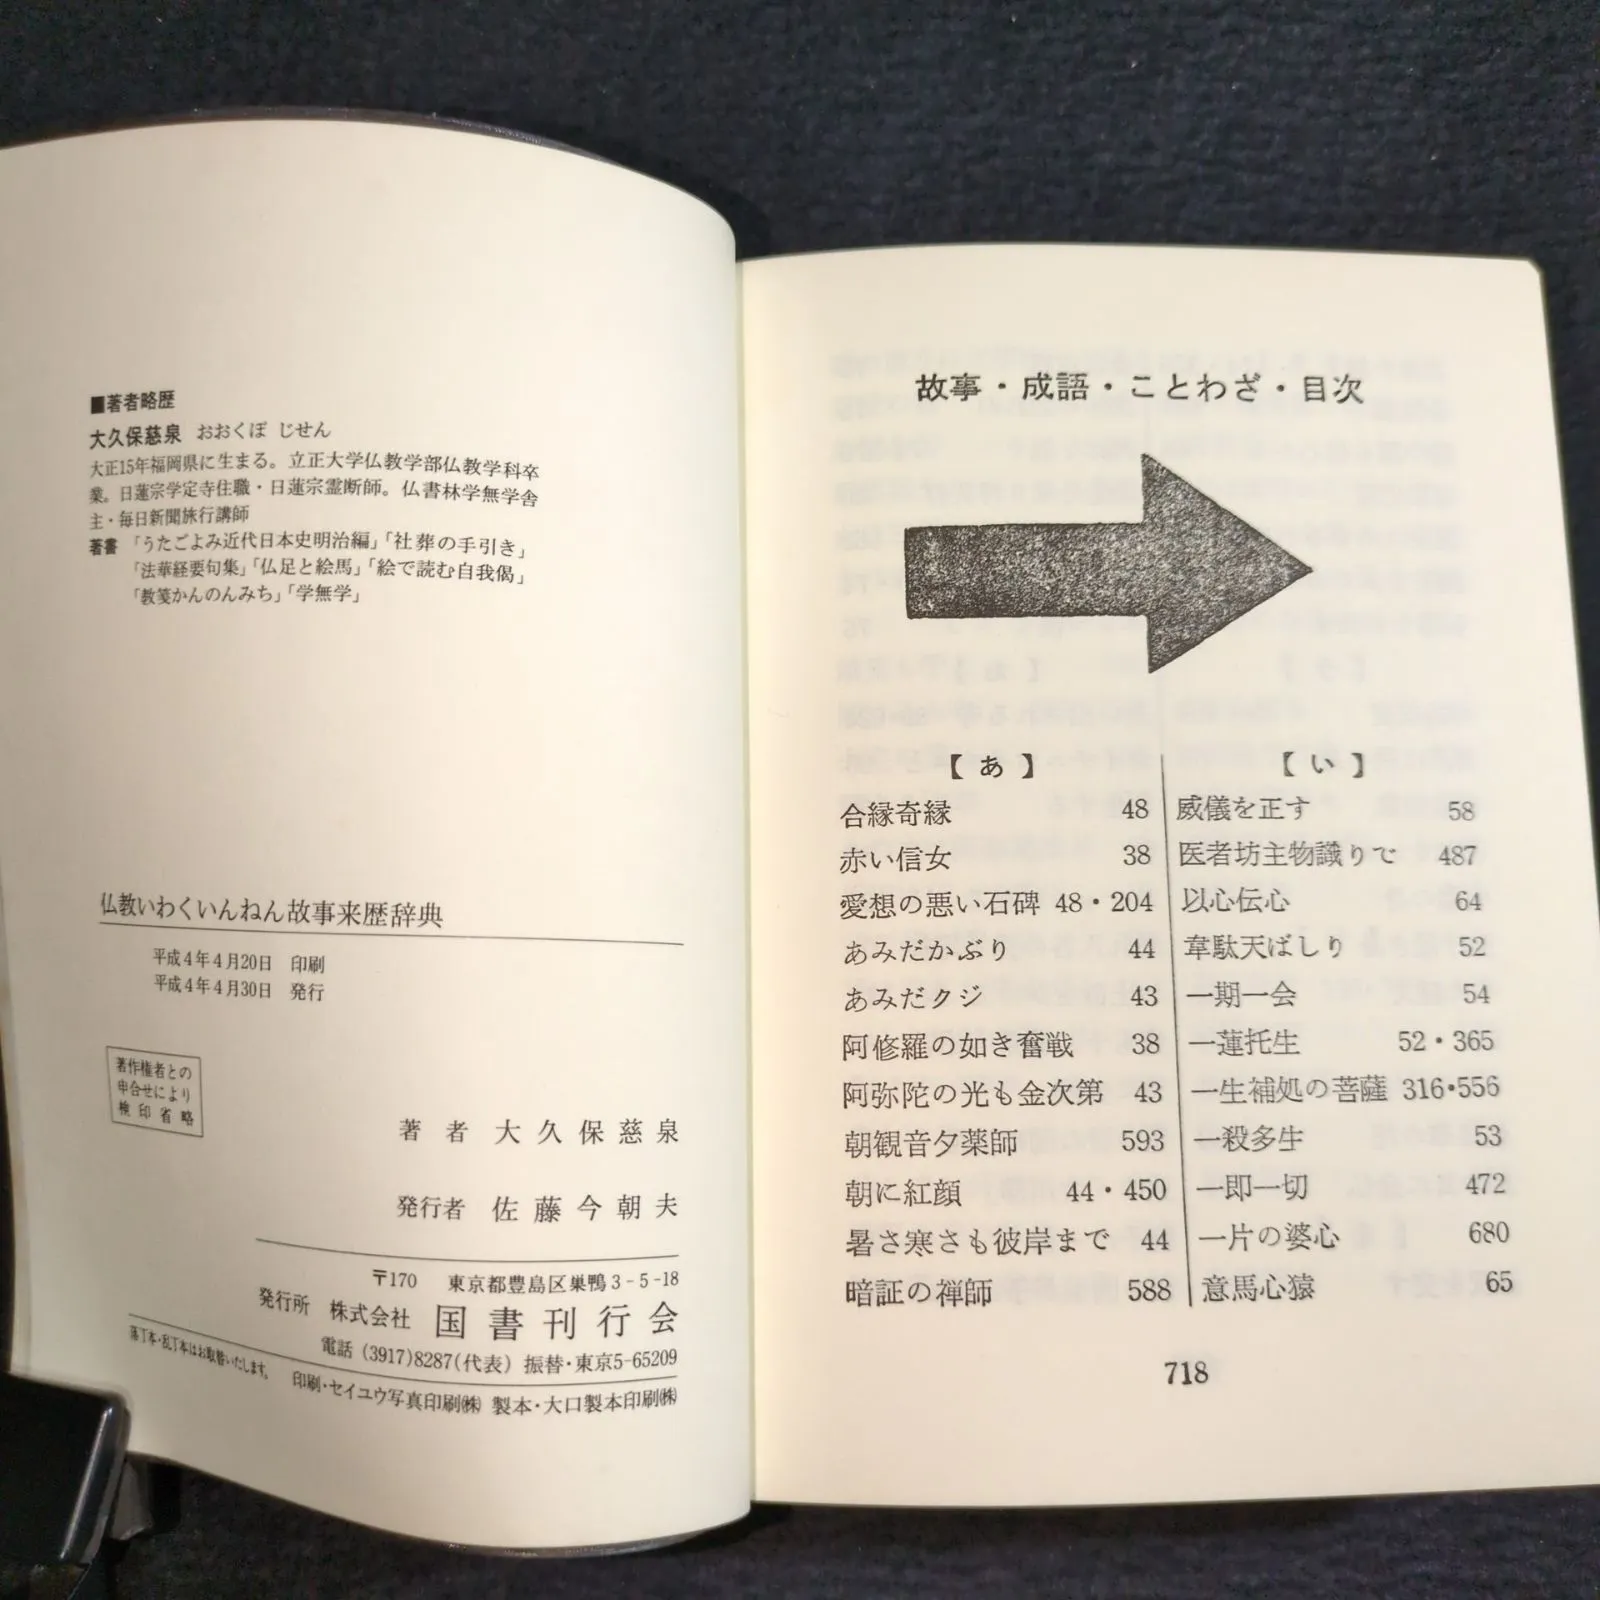 ■著者略歴
大久保慈泉 おおくぼ じせん
大正15年福岡県に生まる。立正大学仏教学部仏教学科卒
業。日蓮宗学定寺住職・日蓮宗霊断師。仏書林学無学舎
主・毎日新聞旅行講師
著書 「うたごよみ近代日本史明治編」「社葬の手引き」
「法華経要句集」「仏足と絵馬」「絵で読む自我偈」
「教箋かんのんみち」「学無学」
仏教いわくいんねん故事来歴辞典
平成4年4月20日 印刷
平成4年4月30日 発行
著作権者との
申合せにより
検印省略
著者 大久保慈泉
発行者 佐藤今朝夫
〒170 東京都豊島区巣鴨3-5-18
発行所 株式会社 国書刊行会
電話 (3917)8287(代表) 振替・東京5-65209
落丁本・乱丁本はお取替いたします。 印刷・セイユウ写真印刷㈱ 製本・大口製本印刷㈱
故事・成語・ことわざ・目次
【あ】
合縁奇縁 48
赤い信女 38
愛想の悪い石碑 48・204
あみだかぶり 44
あみだクジ 43
阿修羅の如き奮戦 38
阿弥陀の光も金次第 43
朝観音夕薬師 593
朝に紅顔 44・450
暑さ寒さも彼岸まで 44
暗証の禅師 588
【い】
威儀を正す 58
医者坊主物識りで 487
以心伝心 64
韋駄天ばしり 52
一期一会 54
一蓮托生 52・365
一生補処の菩薩 316・556
一殺多生 53
一即一切 472
一片の婆心 680
意馬心猿 65
718